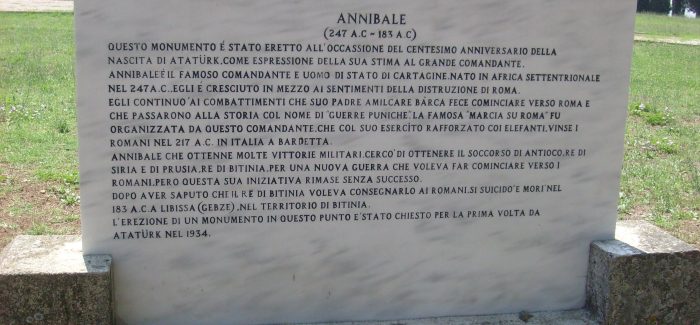 ANNIBALE
(247 A.C - 183 A.C)
QUESTO MONUMENTO É STATO ERETTO ALL'OCCASSIONE DEL CENTESIMO ANNIVERSARIO DELLA
NASCITA DI ATATÜRK,COME ESPRESSIONE DELLA SUA STIMA AL GRANDE COMANDANTE.
ANNIBALE É IL FAMOSO COMANDANTE E UOMO DI STATO DI CARTAGINE.NATO IN AFRICA SETTENTRIONALE
NEL 247 A.C..EGLI É CRESCIUTO IN MEZZO AI SENTIMENTI DELLA DISTRUZIONE DI ROMA.
EGLI CONTINUO'AI COMBATTIMENTI CHE SUO PADRE AMILCARE BARCA FECE COMINCIARE VERSO ROMA E
CHE PASSARONO ALLA STORIA COL NOME DI "GUERRE PUNICHE".LA FAMOSA "MARCIA SU ROMA" FU
ORGANIZZATA DA QUESTO COMANDANTE,CHE COL SUO ESERCITO RAFFORZATO COI ELEFANTI,VINSE I
ROMANI NEL 217 A.C. IN ITALIA A BARDETTA.
ANNIBALE CHE OTTENNE MOLTE VITTORIE MILITARI,CERCO'DI OTTENERE IL SOCCORSO DI ANTIOCO,RE DI
SIRIA E DI PRUSIA,RE DI BITINIA,PER UNA NUOVA GUERRA CHE VOLEVA FAR COMINCIARE VERSO I
ROMANI,PERO QUESTA SUA INIZIATIVA RIMASE SENZA SUCCESSO.
DOPO AVER SAPUTO CHE IL RE DI BITINIA VOLEVA CONSEGNARLO AI ROMANI,SI SUICIDO'E MORI'NEL
183 A.C.A LIBISSA (GEBZE),NEL TERRITORIO DI BITINIA.
L'EREZIONE DI UN MONUMENTO IN QUESTO PUNTO E'STATO CHIESTO PER LA PRIMA VOLTA DA
ATATÜRK NEL 1934.